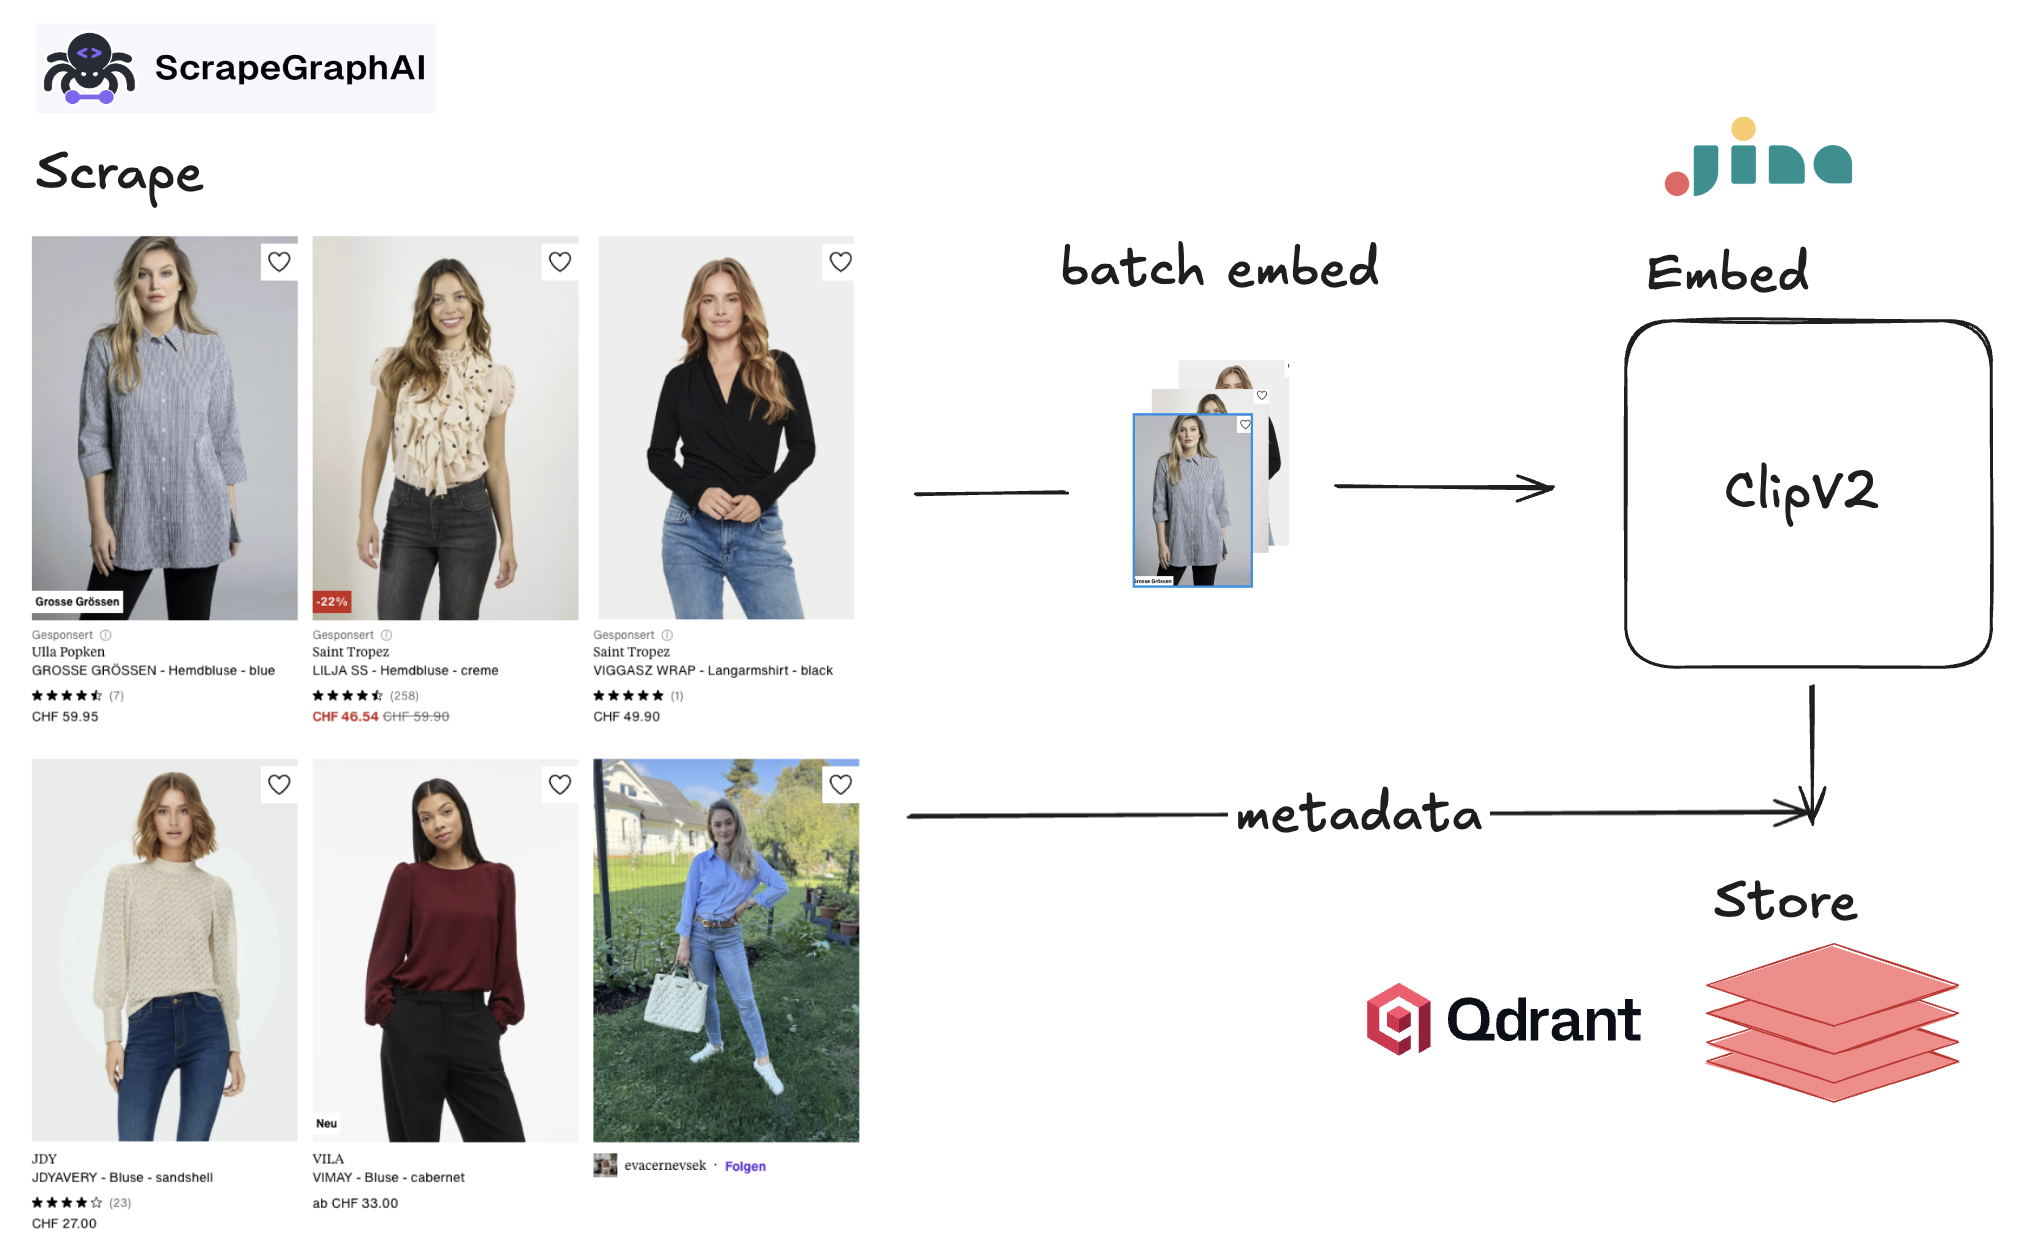 ScrapeGraphAI
Scrape
Grosse Grössen
Gesponsert
Ulla Popken
GROSSE GRÖSSEN - Hemdbluse - blue
(7)
CHF 59.95
-22%
Gesponsert
Saint Tropez
LILJA SS - Hemdbluse - creme
(258)
CHF 46.54 CHF 59.90
Gesponsert
Saint Tropez
VIGGASZ WRAP - Langarmshirt - black
(1)
CHF 49.90
JDY
JDYAVERY - Bluse - sandshell
(23)
CHF 27.00
Neu
VILA
VIMAY - Bluse - cabernet
ab CHF 33.00
evacernevsek · Folgen
batch embed
Grosse Grössen
metadata
Jina
Embed
ClipV2
Store
Qdrant